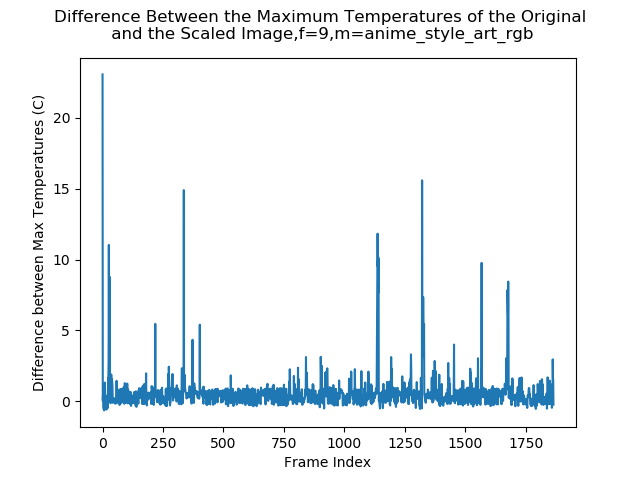 Difference Between the Maximum Temperatures of the Original
and the Scaled Image,f=9,m=anime_style_art_rgb
Difference between Max Temperatures (C)
20
15
10
5
0
0 250 500 750 1000 1250 1500 1750
Frame Index